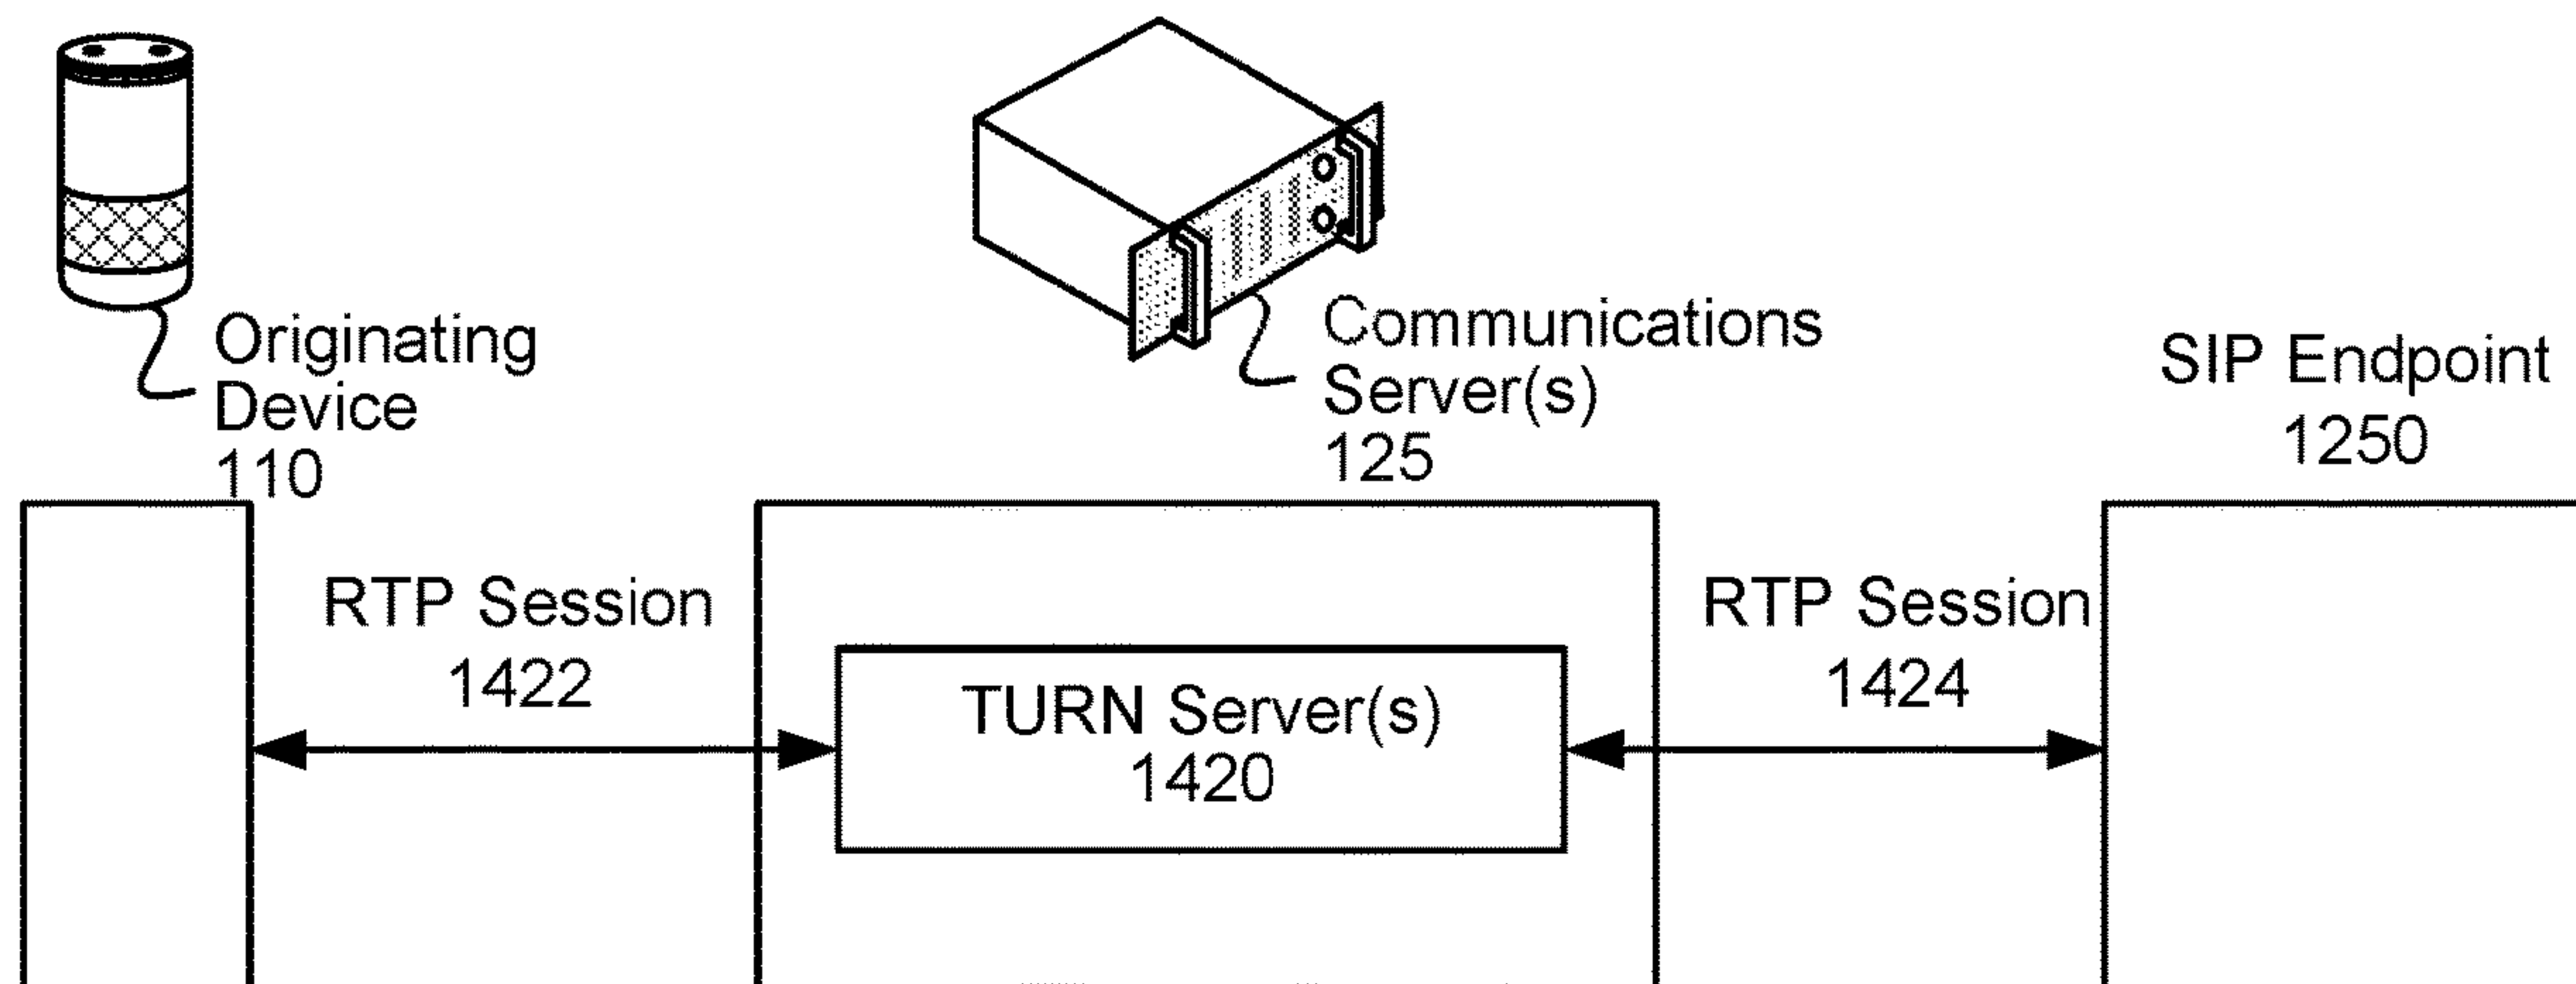 Originating
Device
110
Communications
Server(s)
125
SIP Endpoint
1250
RTP Session
1422
TURN Server(s)
1420
RTP Session
1424